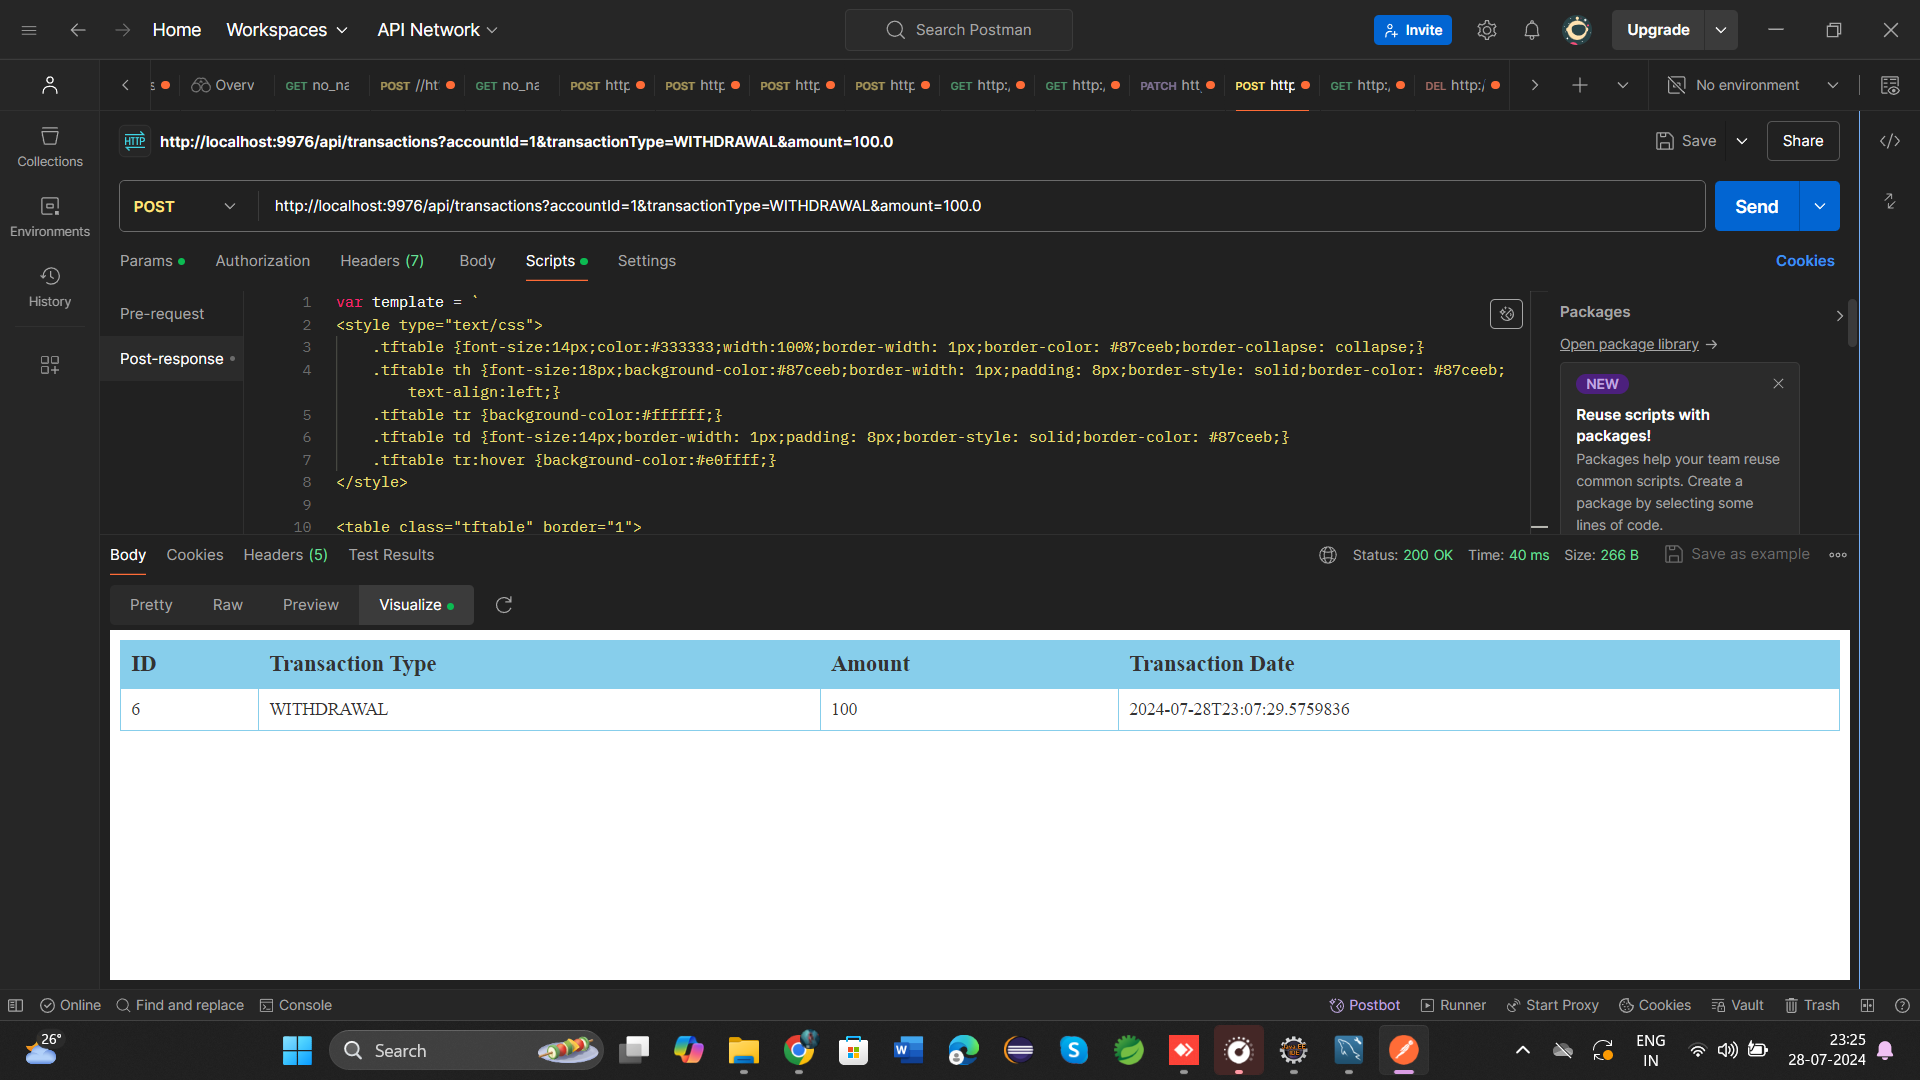 Home Workspaces API Network Search Postman Invite Upgrade
s Overv GET no_na POST //ht GET no_na POST http POST http POST http POST http GET http:/ GET http:/ PATCH htt POST http GET http:/ DEL http:/ No environment
HTTP http://localhost:9976/api/transactions?accountId=1&transactionType=WITHDRAWAL&amount=100.0 Save Share
POST http://localhost:9976/api/transactions?accountId=1&transactionType=WITHDRAWAL&amount=100.0 Send
Params Authorization Headers (7) Body Scripts Settings Cookies
Collections
Environments
History
Pre-request
Post-response
1 var template = `
2 <style type="text/css">
3 .tftable {font-size:14px;color:#333333;width:100%;border-width: 1px;border-color: #87ceeb;border-collapse: collapse;}
4 .tftable th {font-size:18px;background-color:#87ceeb;border-width: 1px;padding: 8px;border-style: solid;border-color: #87ceeb;
text-align:left;}
5 .tftable tr {background-color:#ffffff;}
6 .tftable td {font-size:14px;border-width: 1px;padding: 8px;border-style: solid;border-color: #87ceeb;}
7 .tftable tr:hover {background-color:#e0ffff;}
8 </style>
9
10 <table class="tftable" border="1">
Packages
Open package library →
NEW
Reuse scripts with
packages!
Packages help your team reuse
common scripts. Create a
package by selecting some
lines of code.
Body Cookies Headers (5) Test Results Status: 200 OK Time: 40 ms Size: 266 B Save as example
Pretty Raw Preview Visualize
ID Transaction Type Amount Transaction Date
6 WITHDRAWAL 100 2024-07-28T23:07:29.5759836
Online Find and replace Console Postbot Runner Start Proxy Cookies Vault Trash
26° Search ENG 23:25
IN 28-07-2024